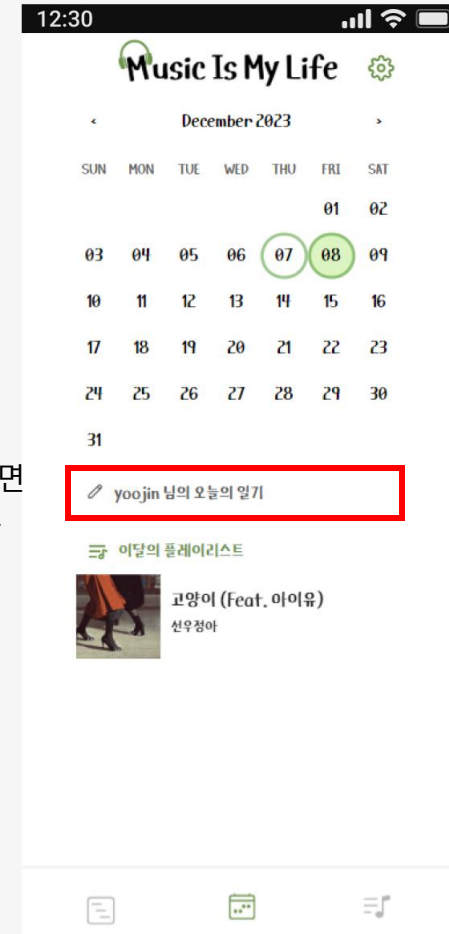 12:30
Music Is My Life
< December 2023 >
SUN MON TUE WED THU FRI SAT
01 02
03 04 05 06 07 08 09
10 11 12 13 14 15 16
17 18 19 20 21 22 23
24 25 26 27 28 29 30
31
면
yoojin 님의 오늘의 일기
이달의 플레이리스트
고양이 (Feat. 아이유)
선우정아